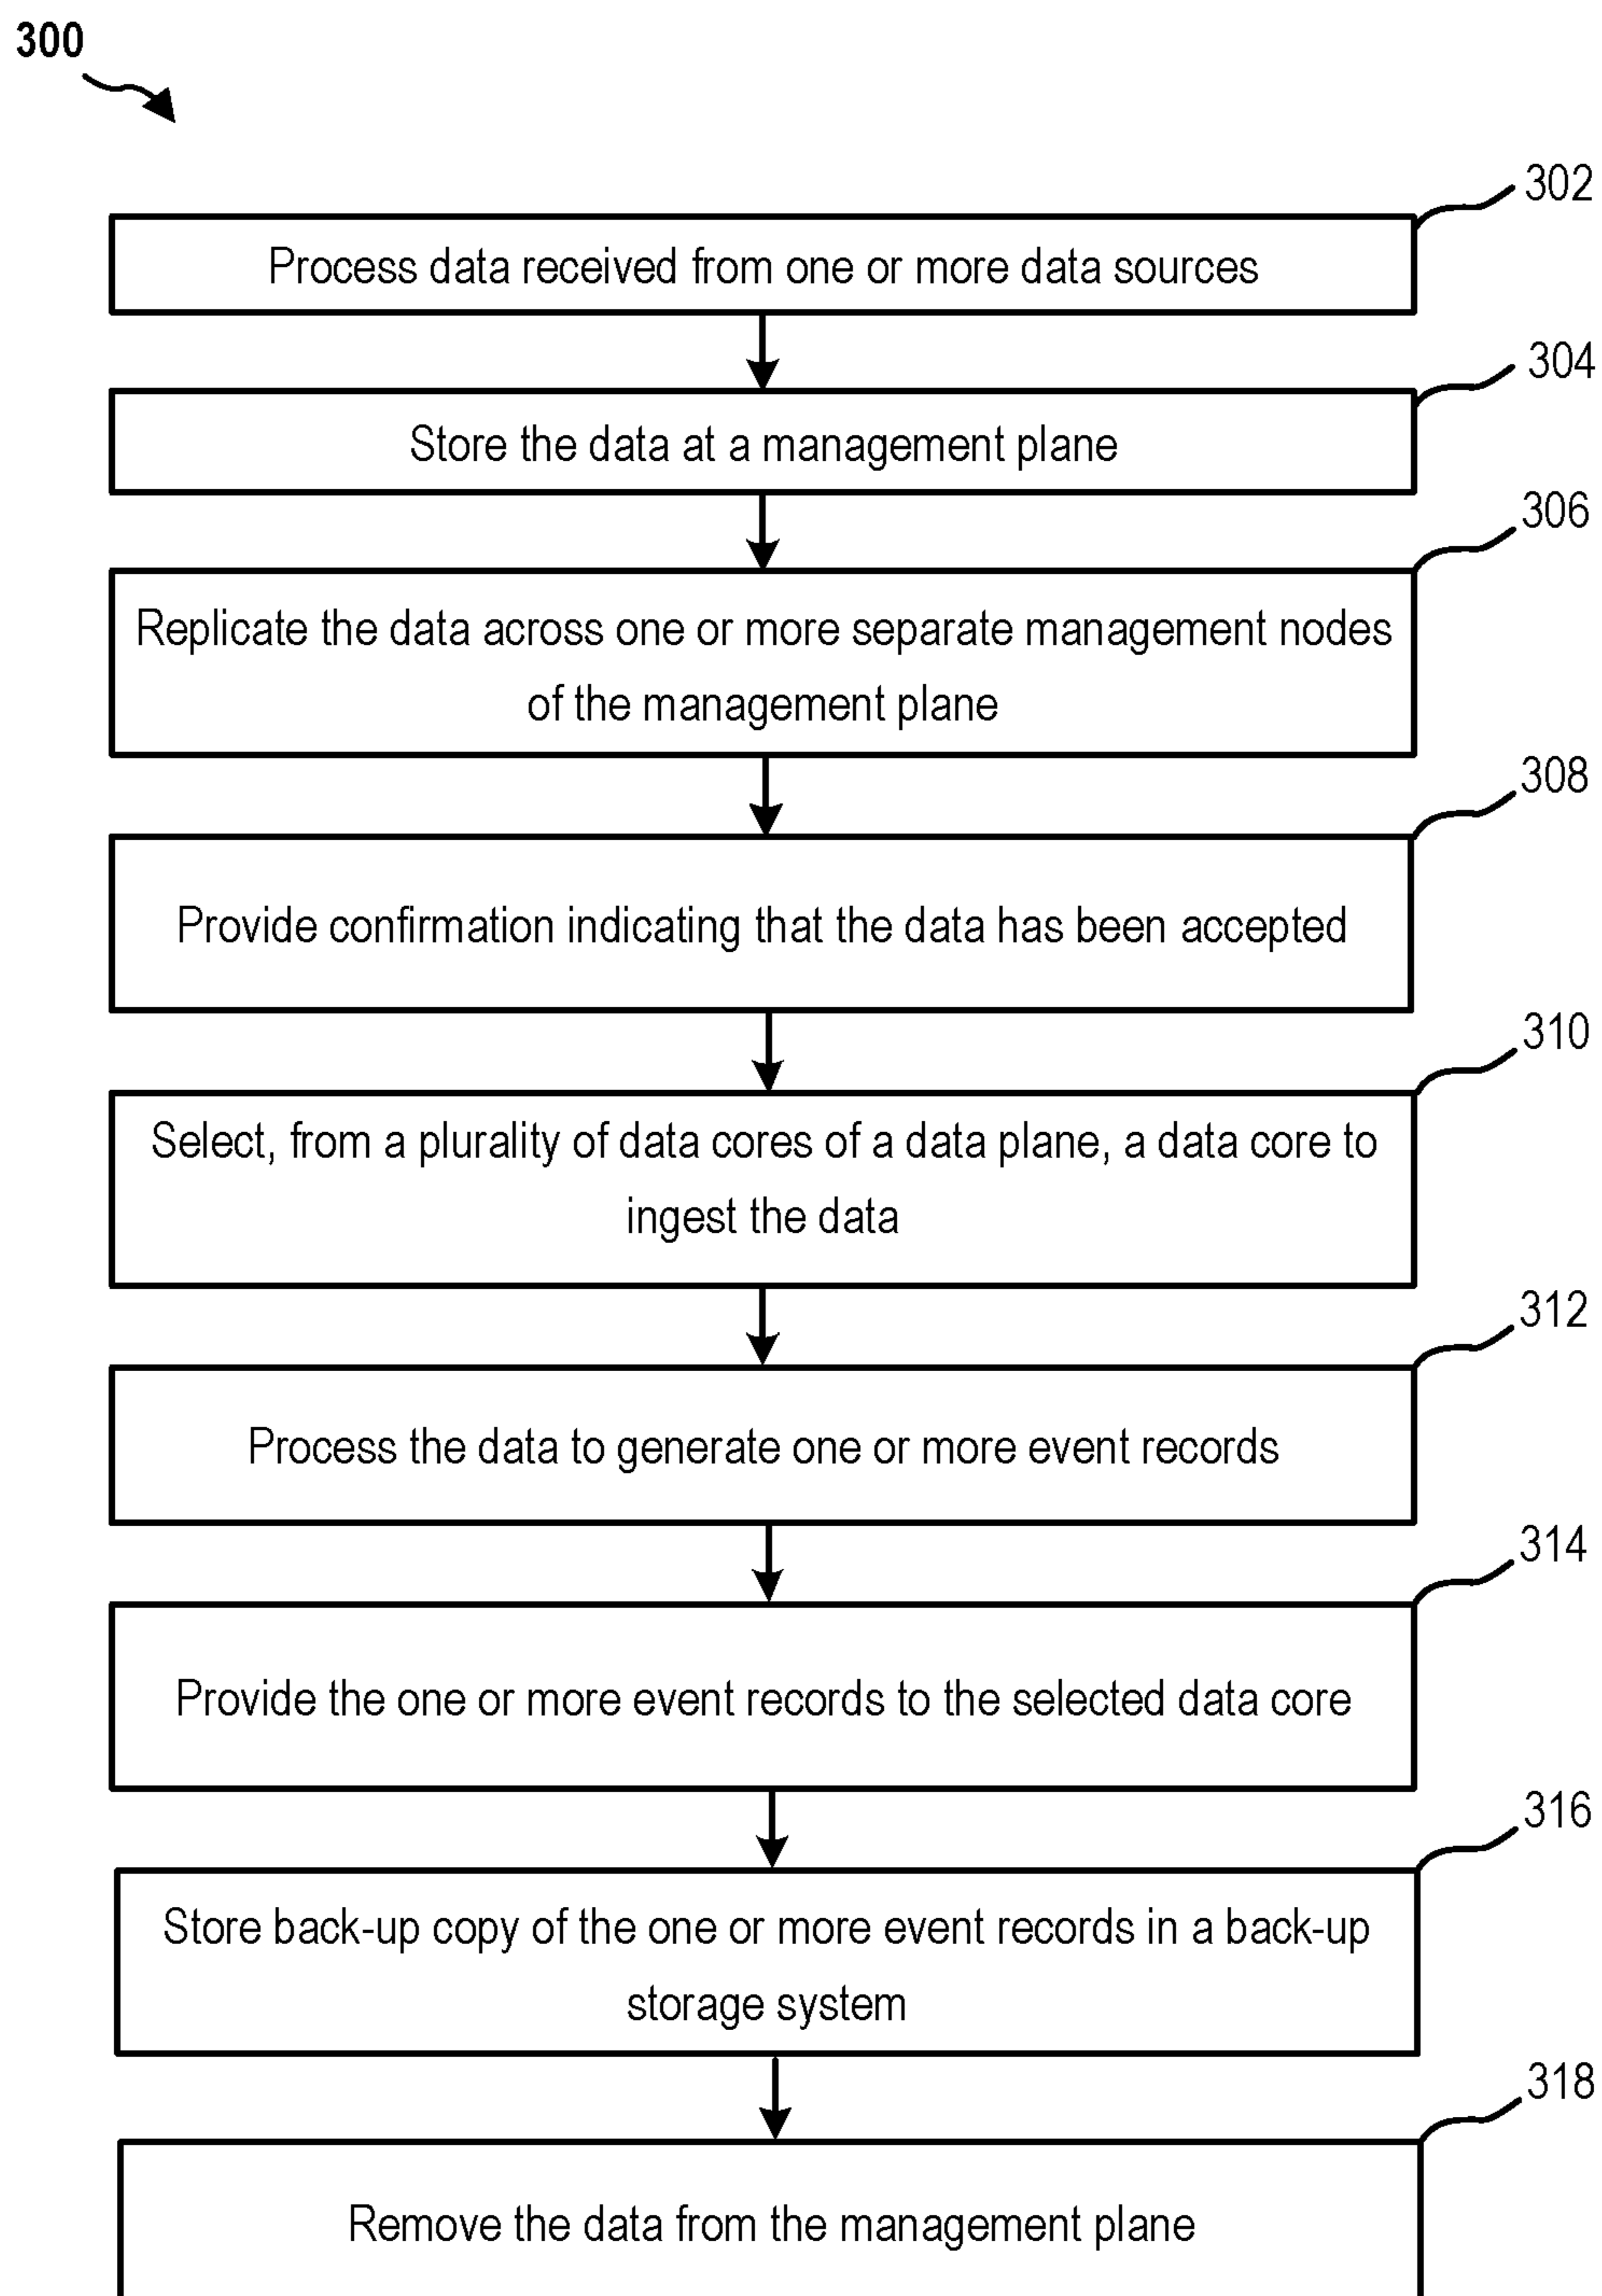 300
302
Process data received from one or more data sources
304
Store the data at a management plane
306
Replicate the data across one or more separate management nodes
of the management plane
308
Provide confirmation indicating that the data has been accepted
310
Select, from a plurality of data cores of a data plane, a data core to
ingest the data
312
Process the data to generate one or more event records
314
Provide the one or more event records to the selected data core
316
Store back-up copy of the one or more event records in a back-up
storage system
318
Remove the data from the management plane